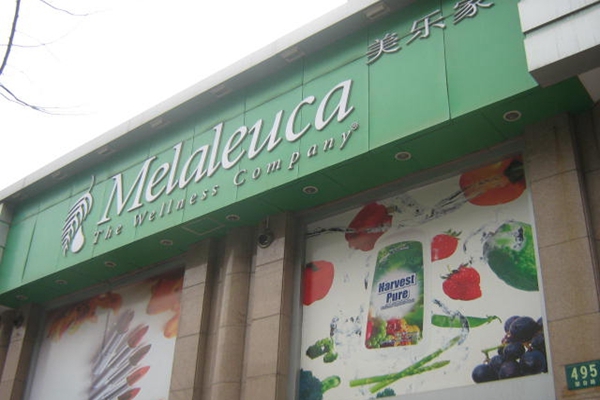 美乐家
Melaleuca
The Wellness Company®
Harvest
Pure
495